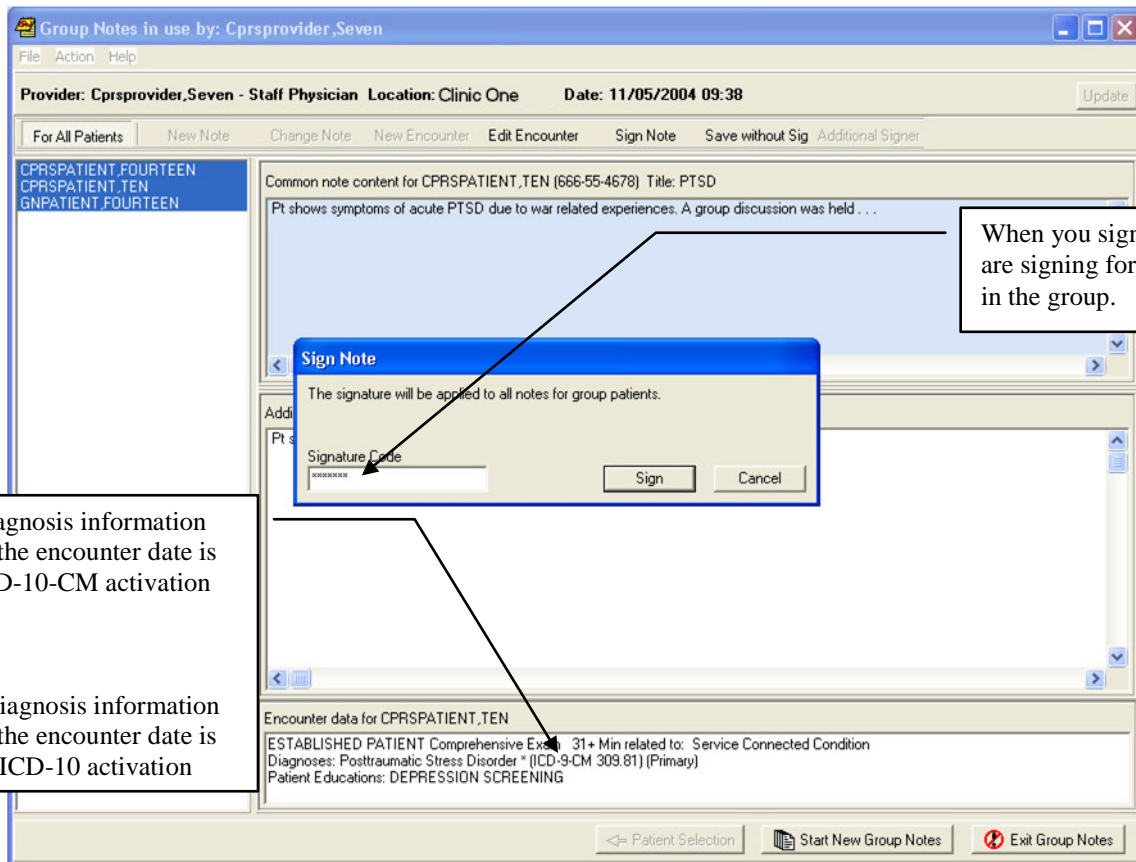 Group Notes in use by: Cprsprovider,Seven
File Action Help
Provider: Cprsprovider,Seven - Staff Physician Location: Clinic One Date: 11/05/2004 09:38
Update
For All Patients New Note Change Note New Encounter Edit Encounter Sign Note Save without Sig Additional Signer
CPRSPATIENT,FOURTEEN
CPRSPATIENT,TEN
GNPATIENT,FOURTEEN
Common note content for CPRSPATIENT,TEN (666-55-4678) Title: PTSD
Pt shows symptoms of acute PTSD due to war related experiences. A group discussion was held . . .
When you sign
are signing for
in the group.
Sign Note
The signature will be applied to all notes for group patients.
Signature Code
×××××××
Sign Cancel
Addi
Pt s
agnosis information
the encounter date is
D-10-CM activation
iagnosis information
the encounter date is
ICD-10 activation
Encounter data for CPRSPATIENT,TEN
ESTABLISHED PATIENT Comprehensive Exam 31+ Min related to: Service Connected Condition
Diagnoses: Posttraumatic Stress Disorder * (ICD-9-CM 309.81) (Primary)
Patient Educations: DEPRESSION SCREENING
<= Patient Selection Start New Group Notes Exit Group Notes